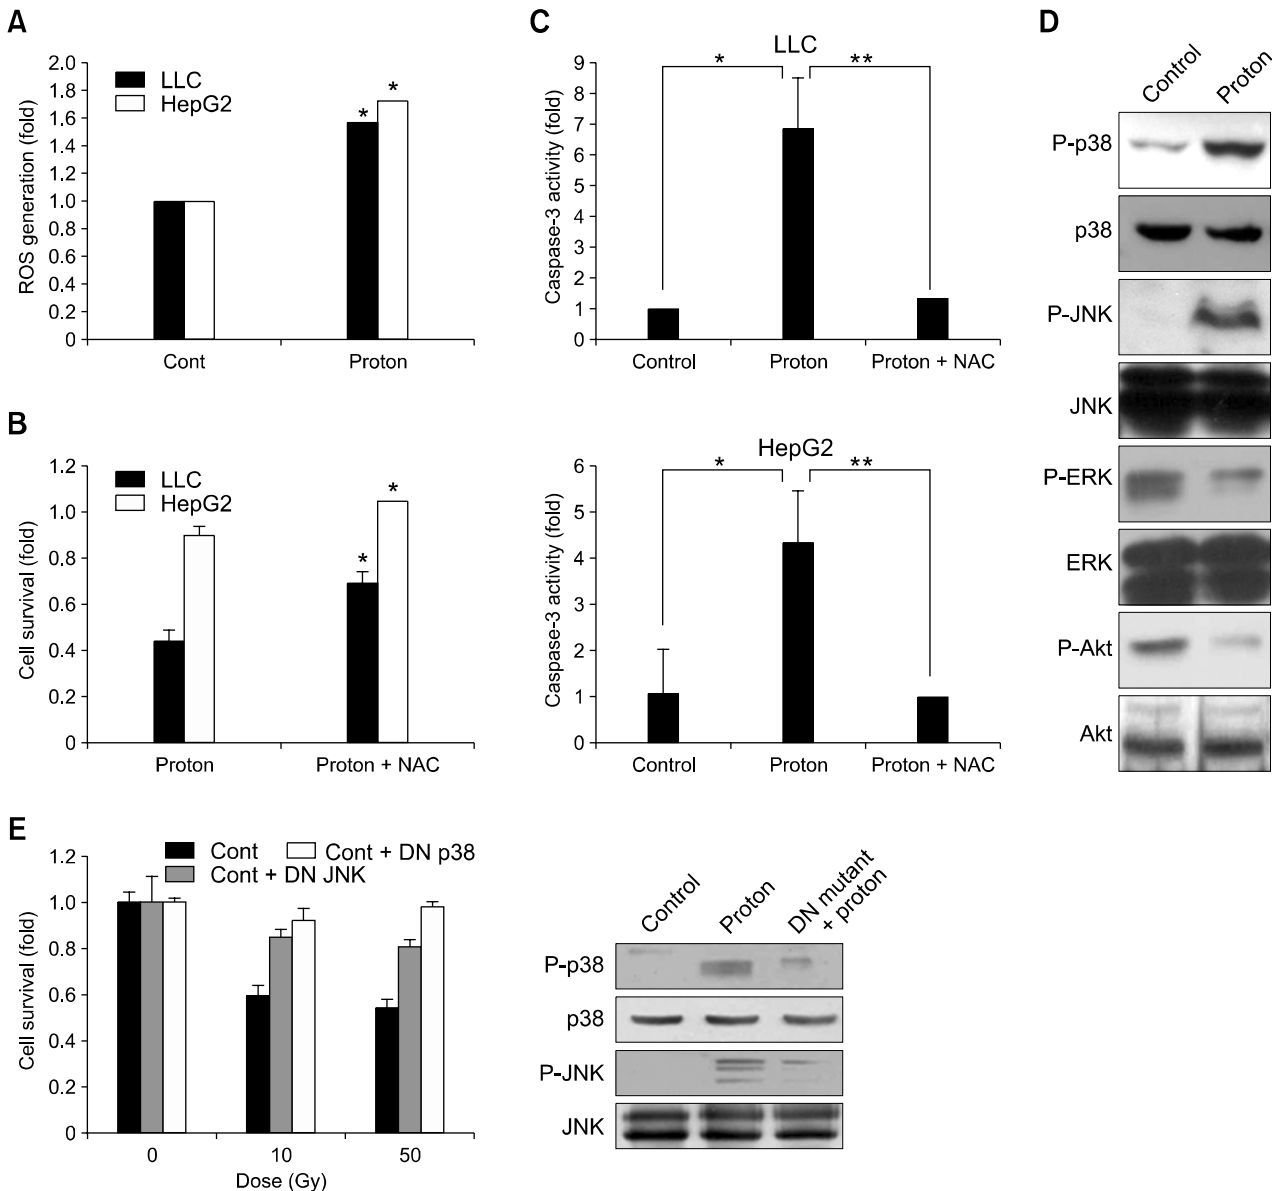 A
ROS generation (fold)
2.0
1.8
1.6
1.4
1.2
1.0
0.8
0.6
0.4
0.2
0
LLC
HepG2
*
*
Cont
Proton
B
Cell survival (fold)
1.2
1.0
0.8
0.6
0.4
0.2
0
LLC
HepG2
*
*
Proton
Proton + NAC
C
LLC
Caspase-3 activity (fold)
9
8
7
6
5
4
3
2
1
0
*
**
Control
Proton
Proton + NAC
HepG2
Caspase-3 activity (fold)
6
5
4
3
2
1
0
*
**
Control
Proton
Proton + NAC
D
Control
Proton
P-p38
p38
P-JNK
JNK
P-ERK
ERK
P-Akt
Akt
E
Cont
Cont + DN p38
Cont + DN JNK
Cell survival (fold)
1.2
1.0
0.8
0.6
0.4
0.2
0
0
10
50
Dose (Gy)
Control
Proton
DN mutant
+ proton
P-p38
p38
P-JNK
JNK